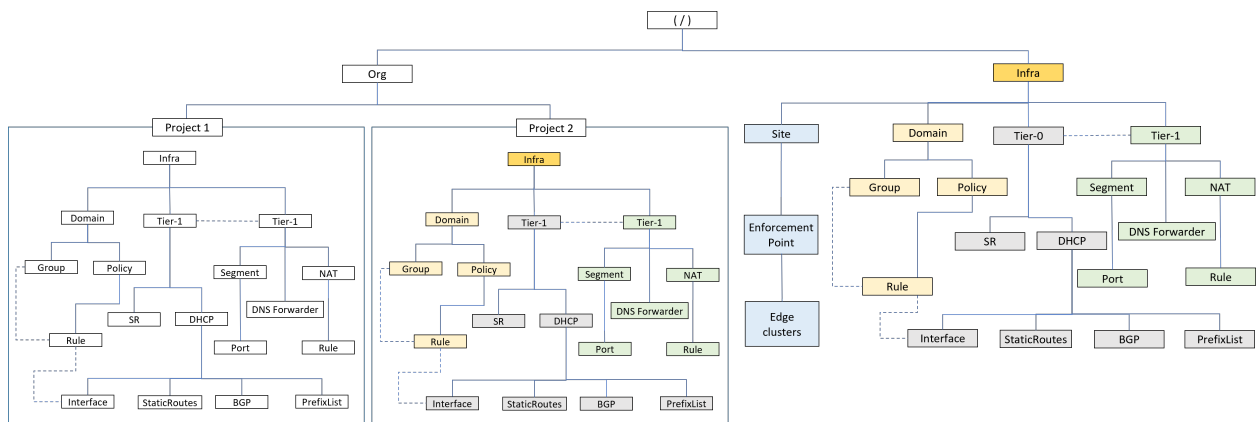 ( / )
Org
Infra
Project 1
Project 2
Infra
Domain
Tier-1
Tier-1
Group
Policy
Segment
NAT
DNS Forwarder
SR
DHCP
Rule
Port
Rule
Interface
StaticRoutes
BGP
PrefixList
Infra
Domain
Tier-1
Tier-1
Group
Policy
Segment
NAT
DNS Forwarder
SR
DHCP
Rule
Port
Rule
Interface
StaticRoutes
BGP
PrefixList
Site
Domain
Tier-0
Tier-1
Group
Policy
Segment
NAT
Enforcement
Point
SR
DHCP
DNS Forwarder
Rule
Port
Rule
Edge
clusters
Interface
StaticRoutes
BGP
PrefixList